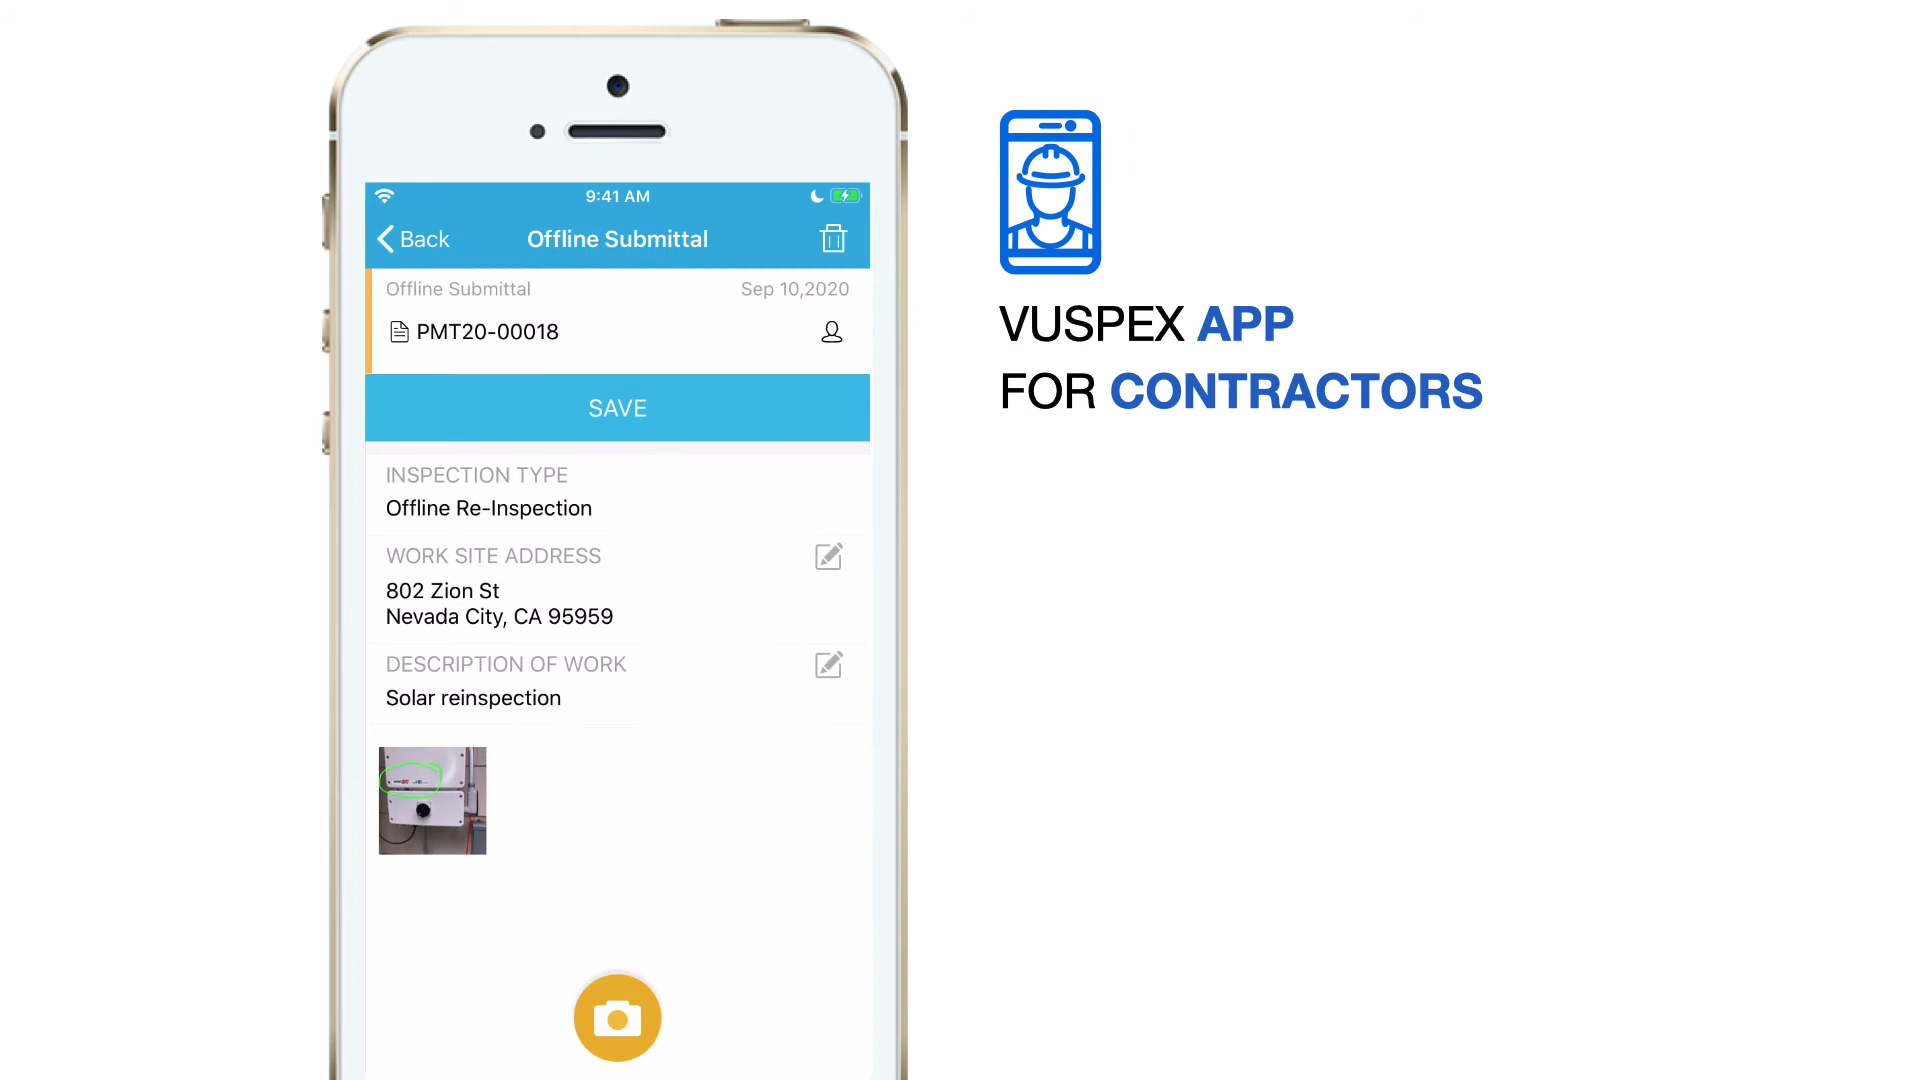 9:41 AM
Back
Offline Submittal
Offline Submittal
Sep 10,2020
PMT20-00018
SAVE
INSPECTION TYPE
Offline Re-Inspection
WORK SITE ADDRESS
802 Zion St
Nevada City, CA 95959
DESCRIPTION OF WORK
Solar reinspection
VUSPEX APP
FOR CONTRACTORS